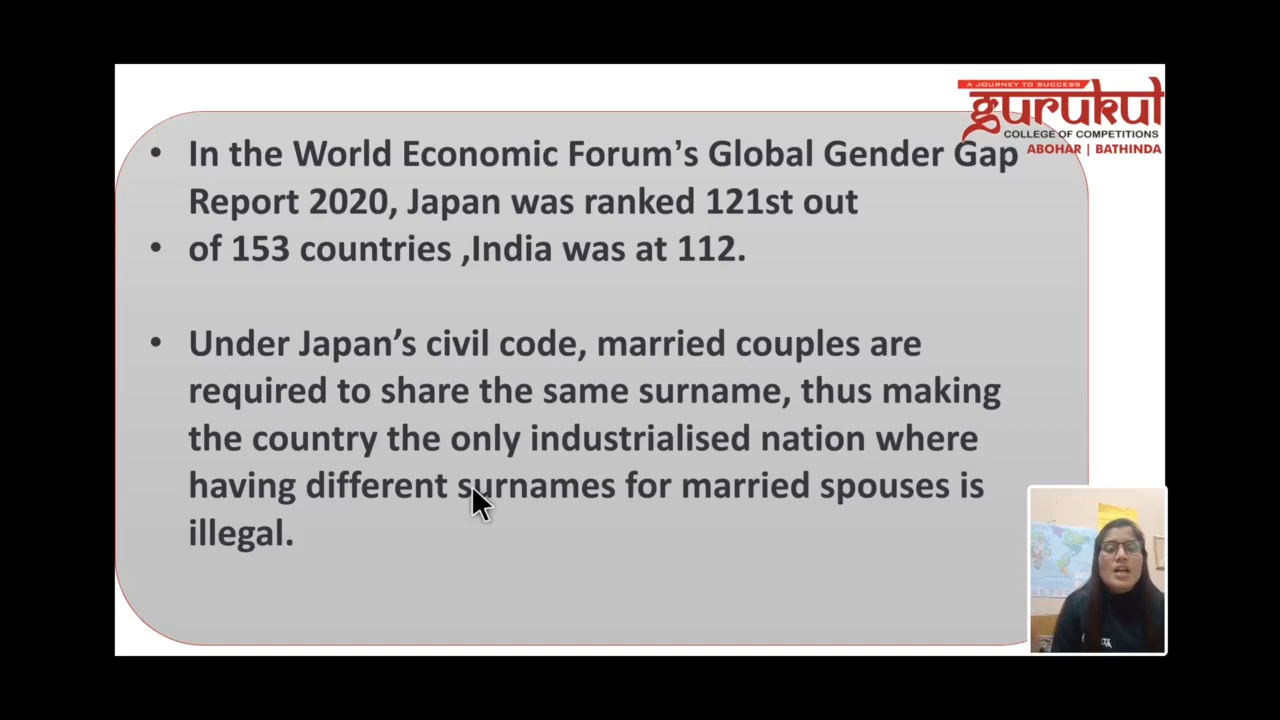 A JOURNEY TO SUCCESS
gurukul
COLLEGE OF COMPETITIONS
ABOHAR | BATHINDA
• In the World Economic Forum’s Global Gender Gap
Report 2020, Japan was ranked 121st out
• of 153 countries ,India was at 112.
• Under Japan’s civil code, married couples are
required to share the same surname, thus making
the country the only industrialised nation where
having different surnames for married spouses is
illegal.